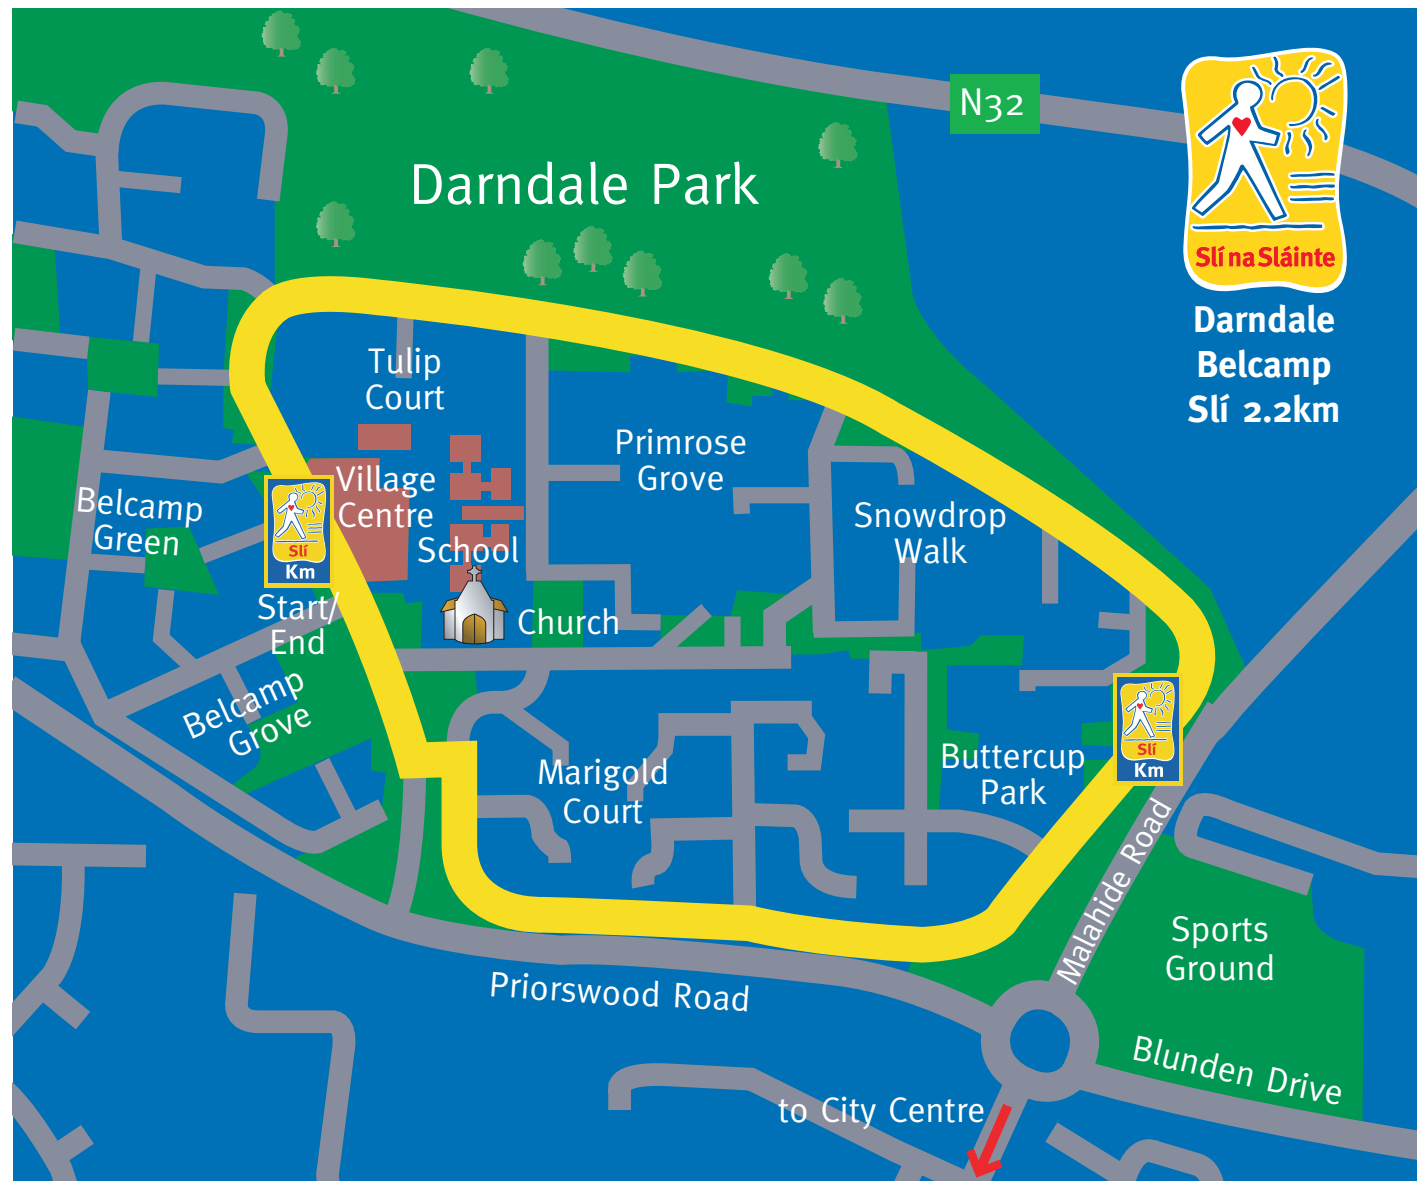 N32
Darndale Park
Slí na Sláinte
Darndale
Belcamp
Slí 2.2km
Tulip
Court
Primrose
Grove
Village
Centre
Belcamp
Green
Snowdrop
Walk
Slí
Km
School
Start/
End
Church
Belcamp
Grove
Slí
Km
Buttercup
Park
Marigold
Court
Malahide Road
Sports
Ground
Priorswood Road
Blunden Drive
to City Centre